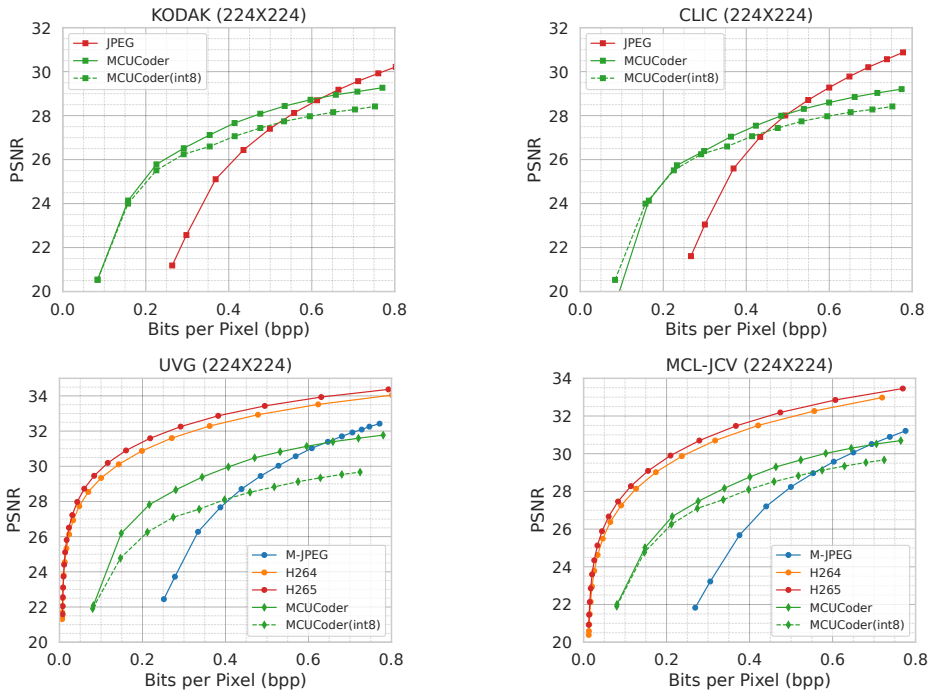 KODAK (224X224)
32
30
28
26
24
22
20
PSNR
JPEG
MCUCoder
MCUCoder(int8)
0.0 0.2 0.4 0.6 0.8
Bits per Pixel (bpp)
CLIC (224X224)
32
30
28
26
24
22
20
PSNR
JPEG
MCUCoder
MCUCoder(int8)
0.0 0.2 0.4 0.6 0.8
Bits per Pixel (bpp)
UVG (224X224)
34
32
30
28
26
24
22
20
PSNR
M-JPEG
H264
H265
MCUCoder
MCUCoder(int8)
0.0 0.2 0.4 0.6 0.8
Bits per Pixel (bpp)
MCL-JCV (224X224)
34
32
30
28
26
24
22
20
PSNR
M-JPEG
H264
H265
MCUCoder
MCUCoder(int8)
0.0 0.2 0.4 0.6 0.8
Bits per Pixel (bpp)